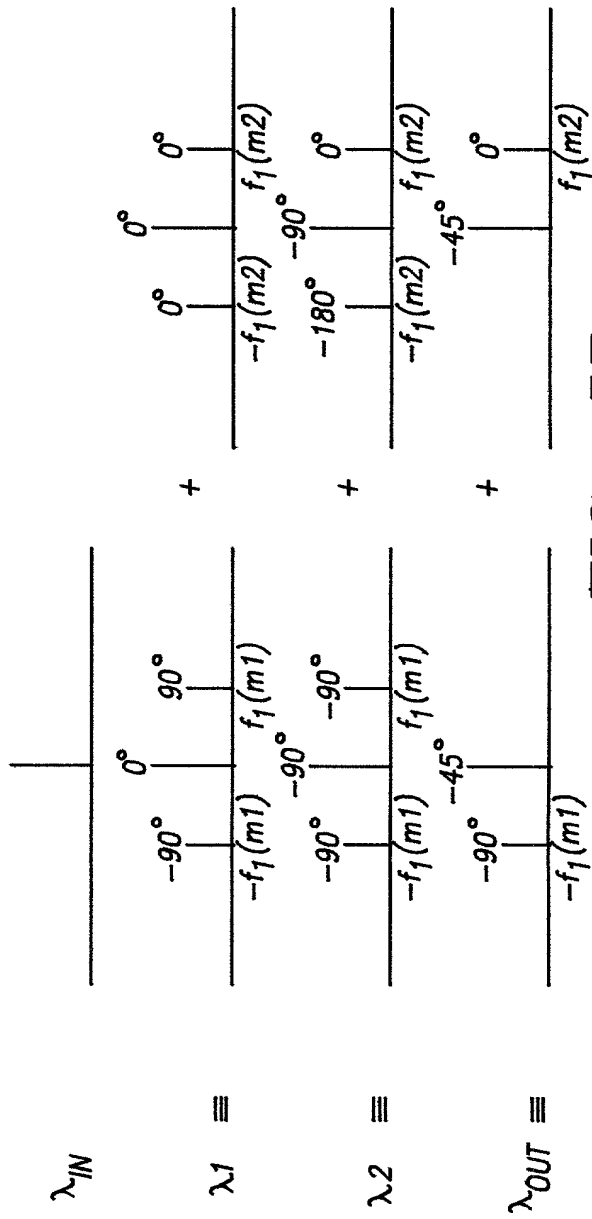 λIN
λ1 ≡ −90° 0° 90° + 0° 0° 0°
−f₁(m1) f₁(m1) −f₁(m2) f₁(m2)
λ2 ≡ −90° −90° −90° + −180° −90° 0°
−f₁(m1) f₁(m1) −f₁(m2) f₁(m2)
λOUT ≡ −90° −45° + −45° 0°
−f₁(m1) f₁(m2)